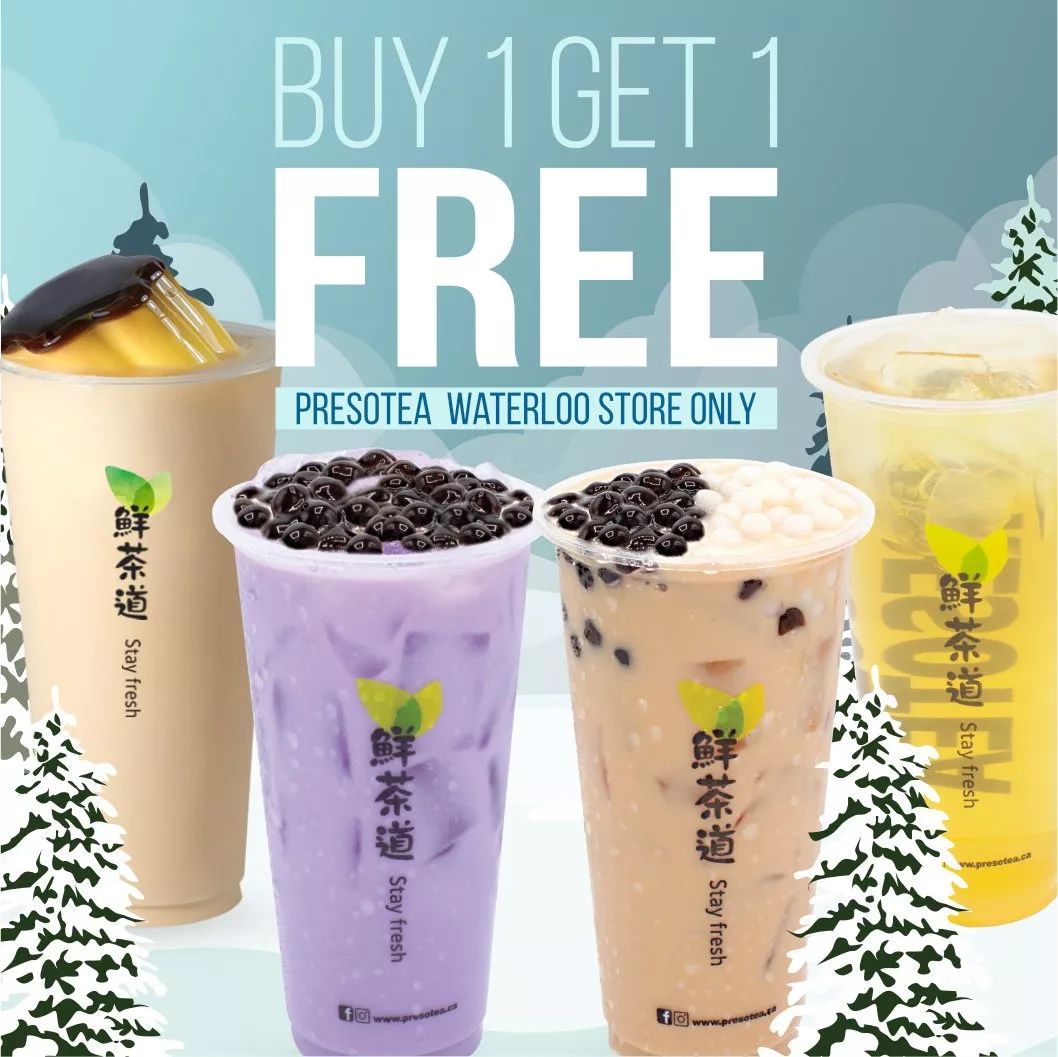 BUY 1 GET 1
FREE
PRESOTEA WATERLOO STORE ONLY
鮮茶道
Stay fresh
鮮茶道
Stay fresh
www.presotea.ca
鮮茶道
Stay fresh
www.presotea.ca
PRESOTEA
鮮茶道
Stay fresh
www.presotea.ca